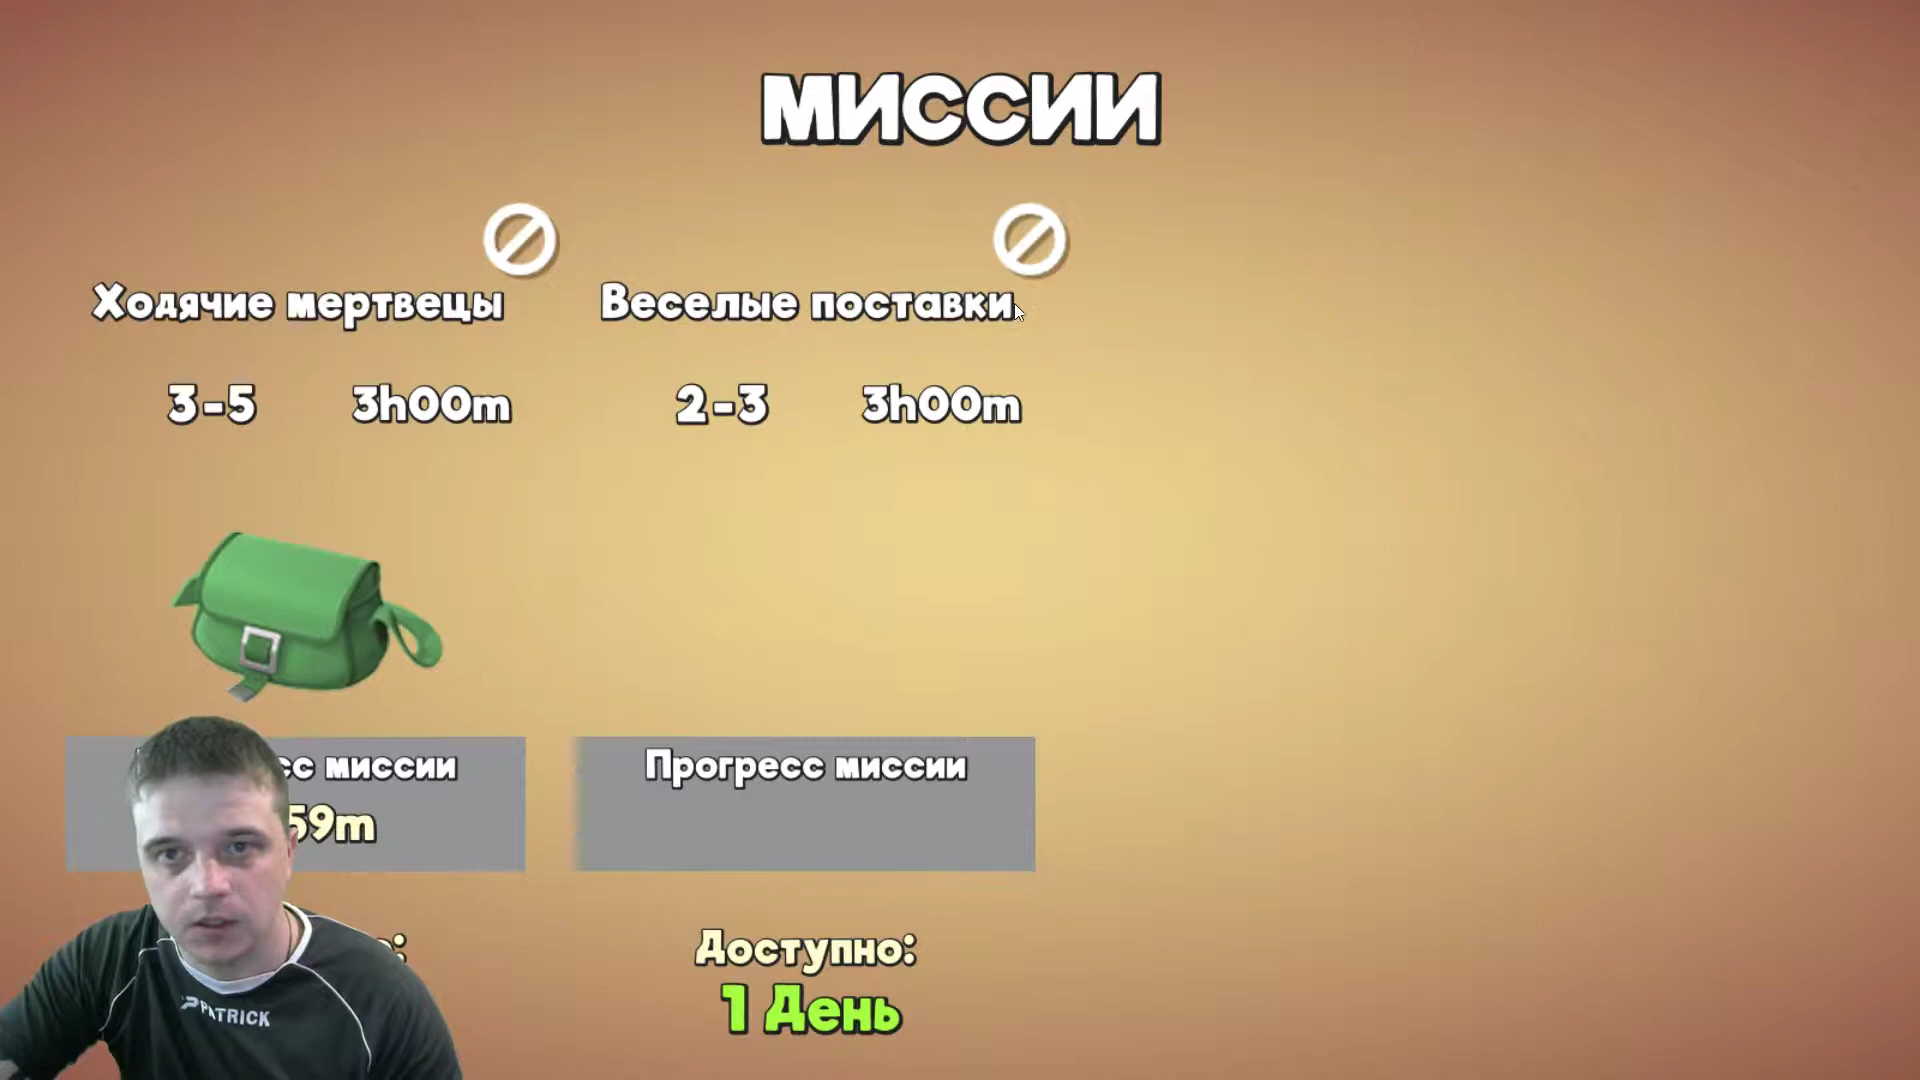 МИССИИ
Ходячие мертвецы
3-5 3h00m
Веселые поставки
2-3 3h00m
миссии
59m
Прогресс миссии
Доступно:
1 День
PATRICK